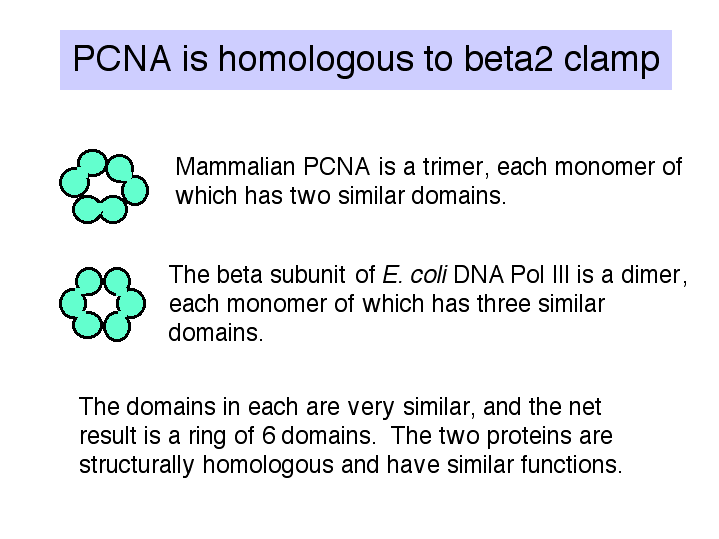 PCNA is homologous to beta2 clamp
Mammalian PCNA is a trimer, each monomer of
which has two similar domains.
The beta subunit of E. coli DNA Pol III is a dimer,
each monomer of which has three similar
domains.
The domains in each are very similar, and the net
result is a ring of 6 domains.  The two proteins are
structurally homologous and have similar functions.